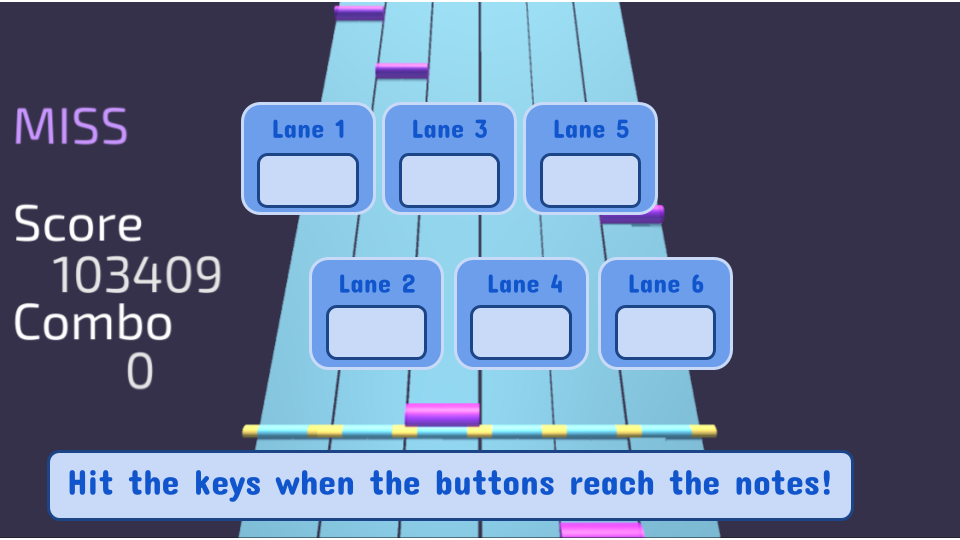 MISS
Score
103409
Combo
0
Lane 1
Lane 3
Lane 5
Lane 2
Lane 4
Lane 6
Hit the keys when the buttons reach the notes!